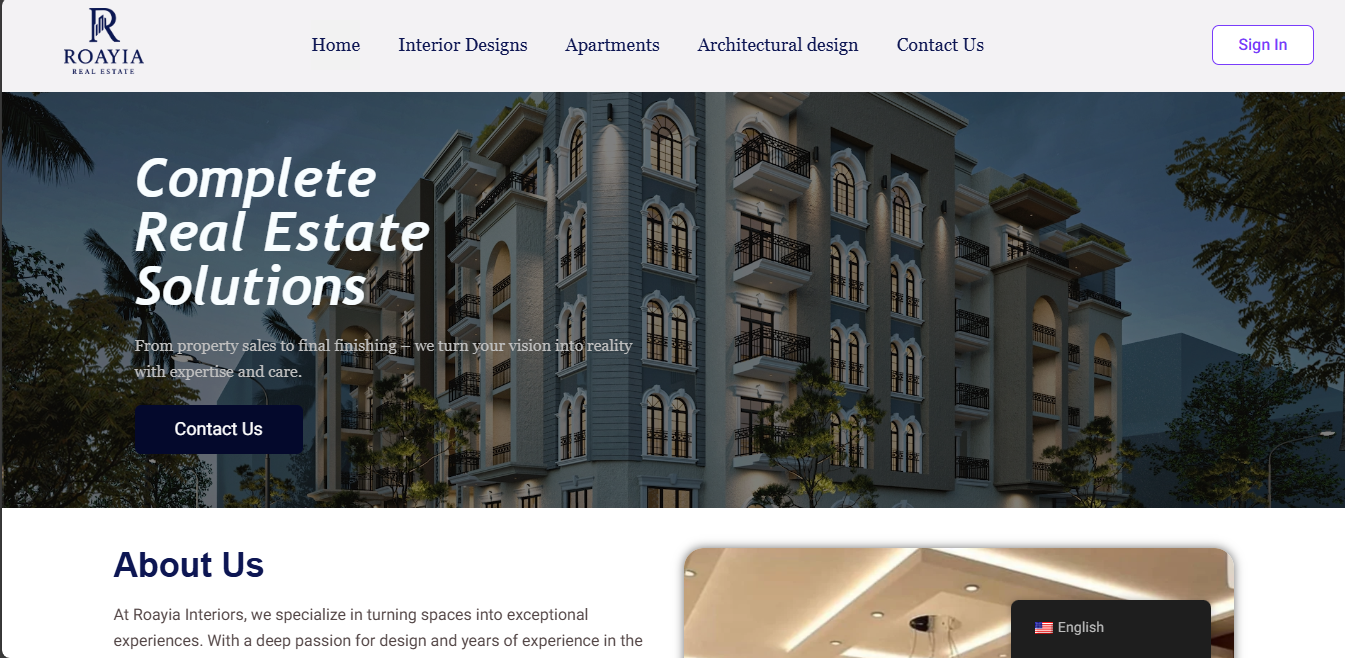 ROAYIA
REAL ESTATE
Home
Interior Designs
Apartments
Architectural design
Contact Us
Sign In
Complete
Real Estate
Solutions
From property sales to final finishing – we turn your vision into reality
with expertise and care.
Contact Us
About Us
At Roayia Interiors, we specialize in turning spaces into exceptional
experiences. With a deep passion for design and years of experience in the
English